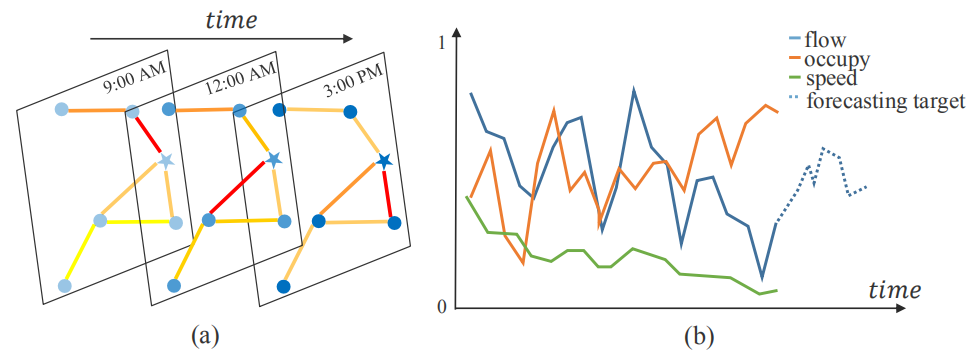 time
9:00 AM
12:00 AM
3:00 PM
(a)
1
flow
occupy
speed
forecasting target
0
time
(b)